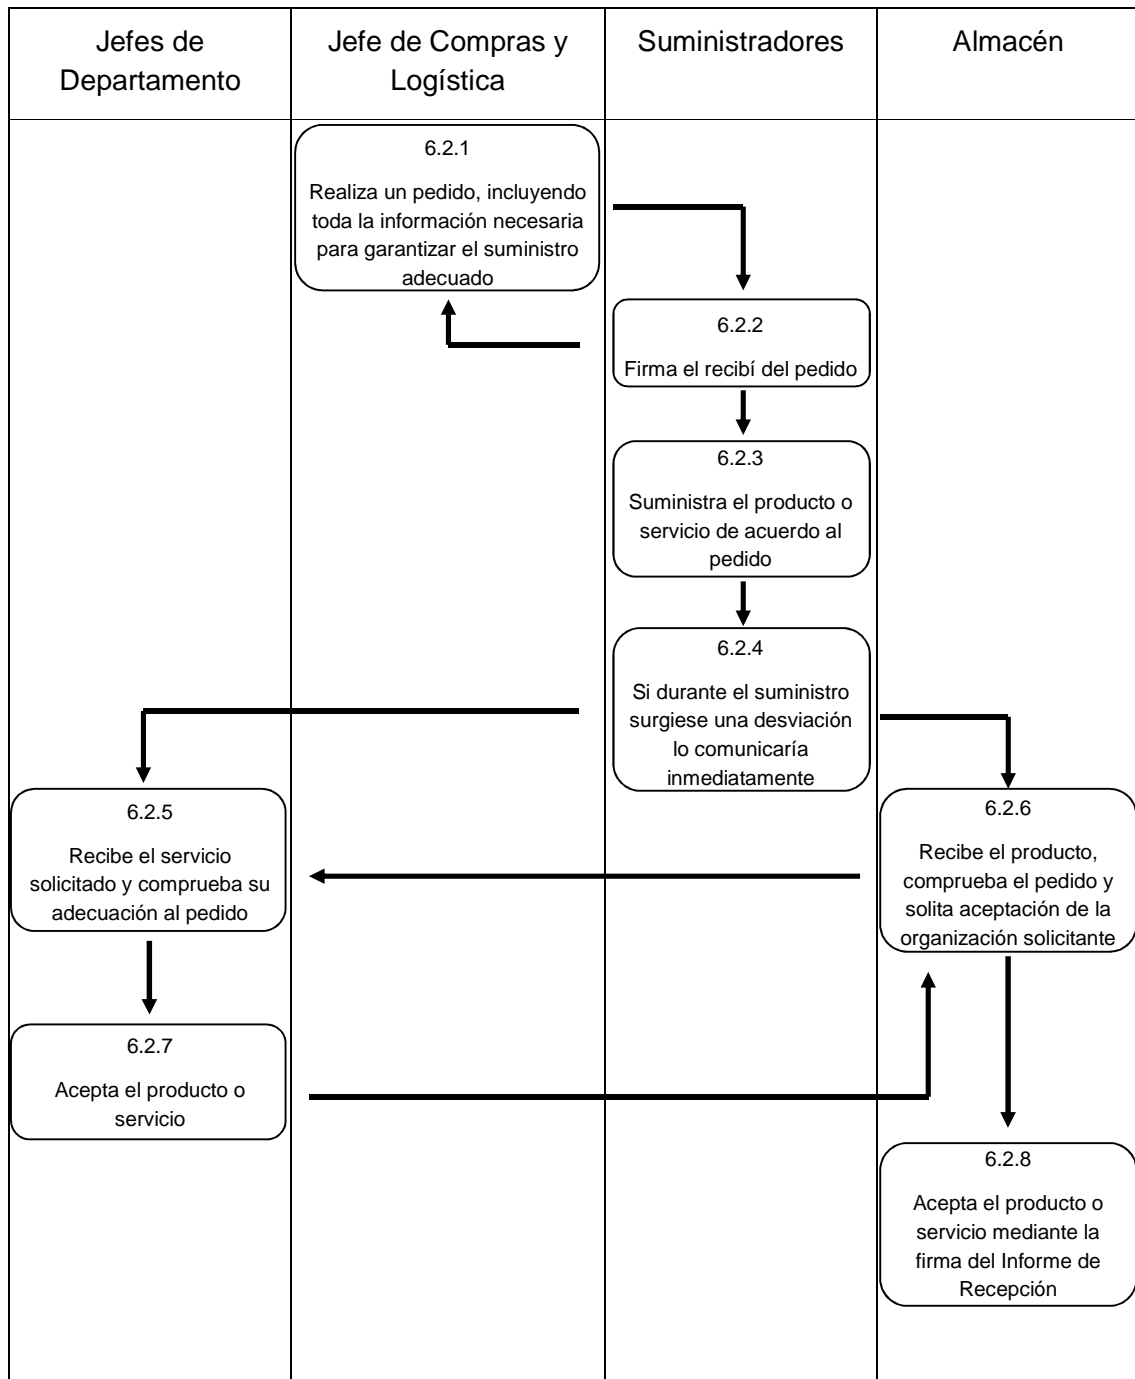 Jefes de
Departamento
Jefe de Compras y
Logística
Suministradores
Almacén
6.2.1
Realiza un pedido, incluyendo
toda la información necesaria
para garantizar el suministro
adecuado
6.2.2
Firma el recibí del pedido
6.2.3
Suministra el producto o
servicio de acuerdo al
pedido
6.2.4
Si durante el suministro
surgiese una desviación
lo comunicaría
inmediatamente
6.2.5
Recibe el servicio
solicitado y comprueba su
adecuación al pedido
6.2.6
Recibe el producto,
comprueba el pedido y
solita aceptación de la
organización solicitante
6.2.7
Acepta el producto o
servicio
6.2.8
Acepta el producto o
servicio mediante la
firma del Informe de
Recepción